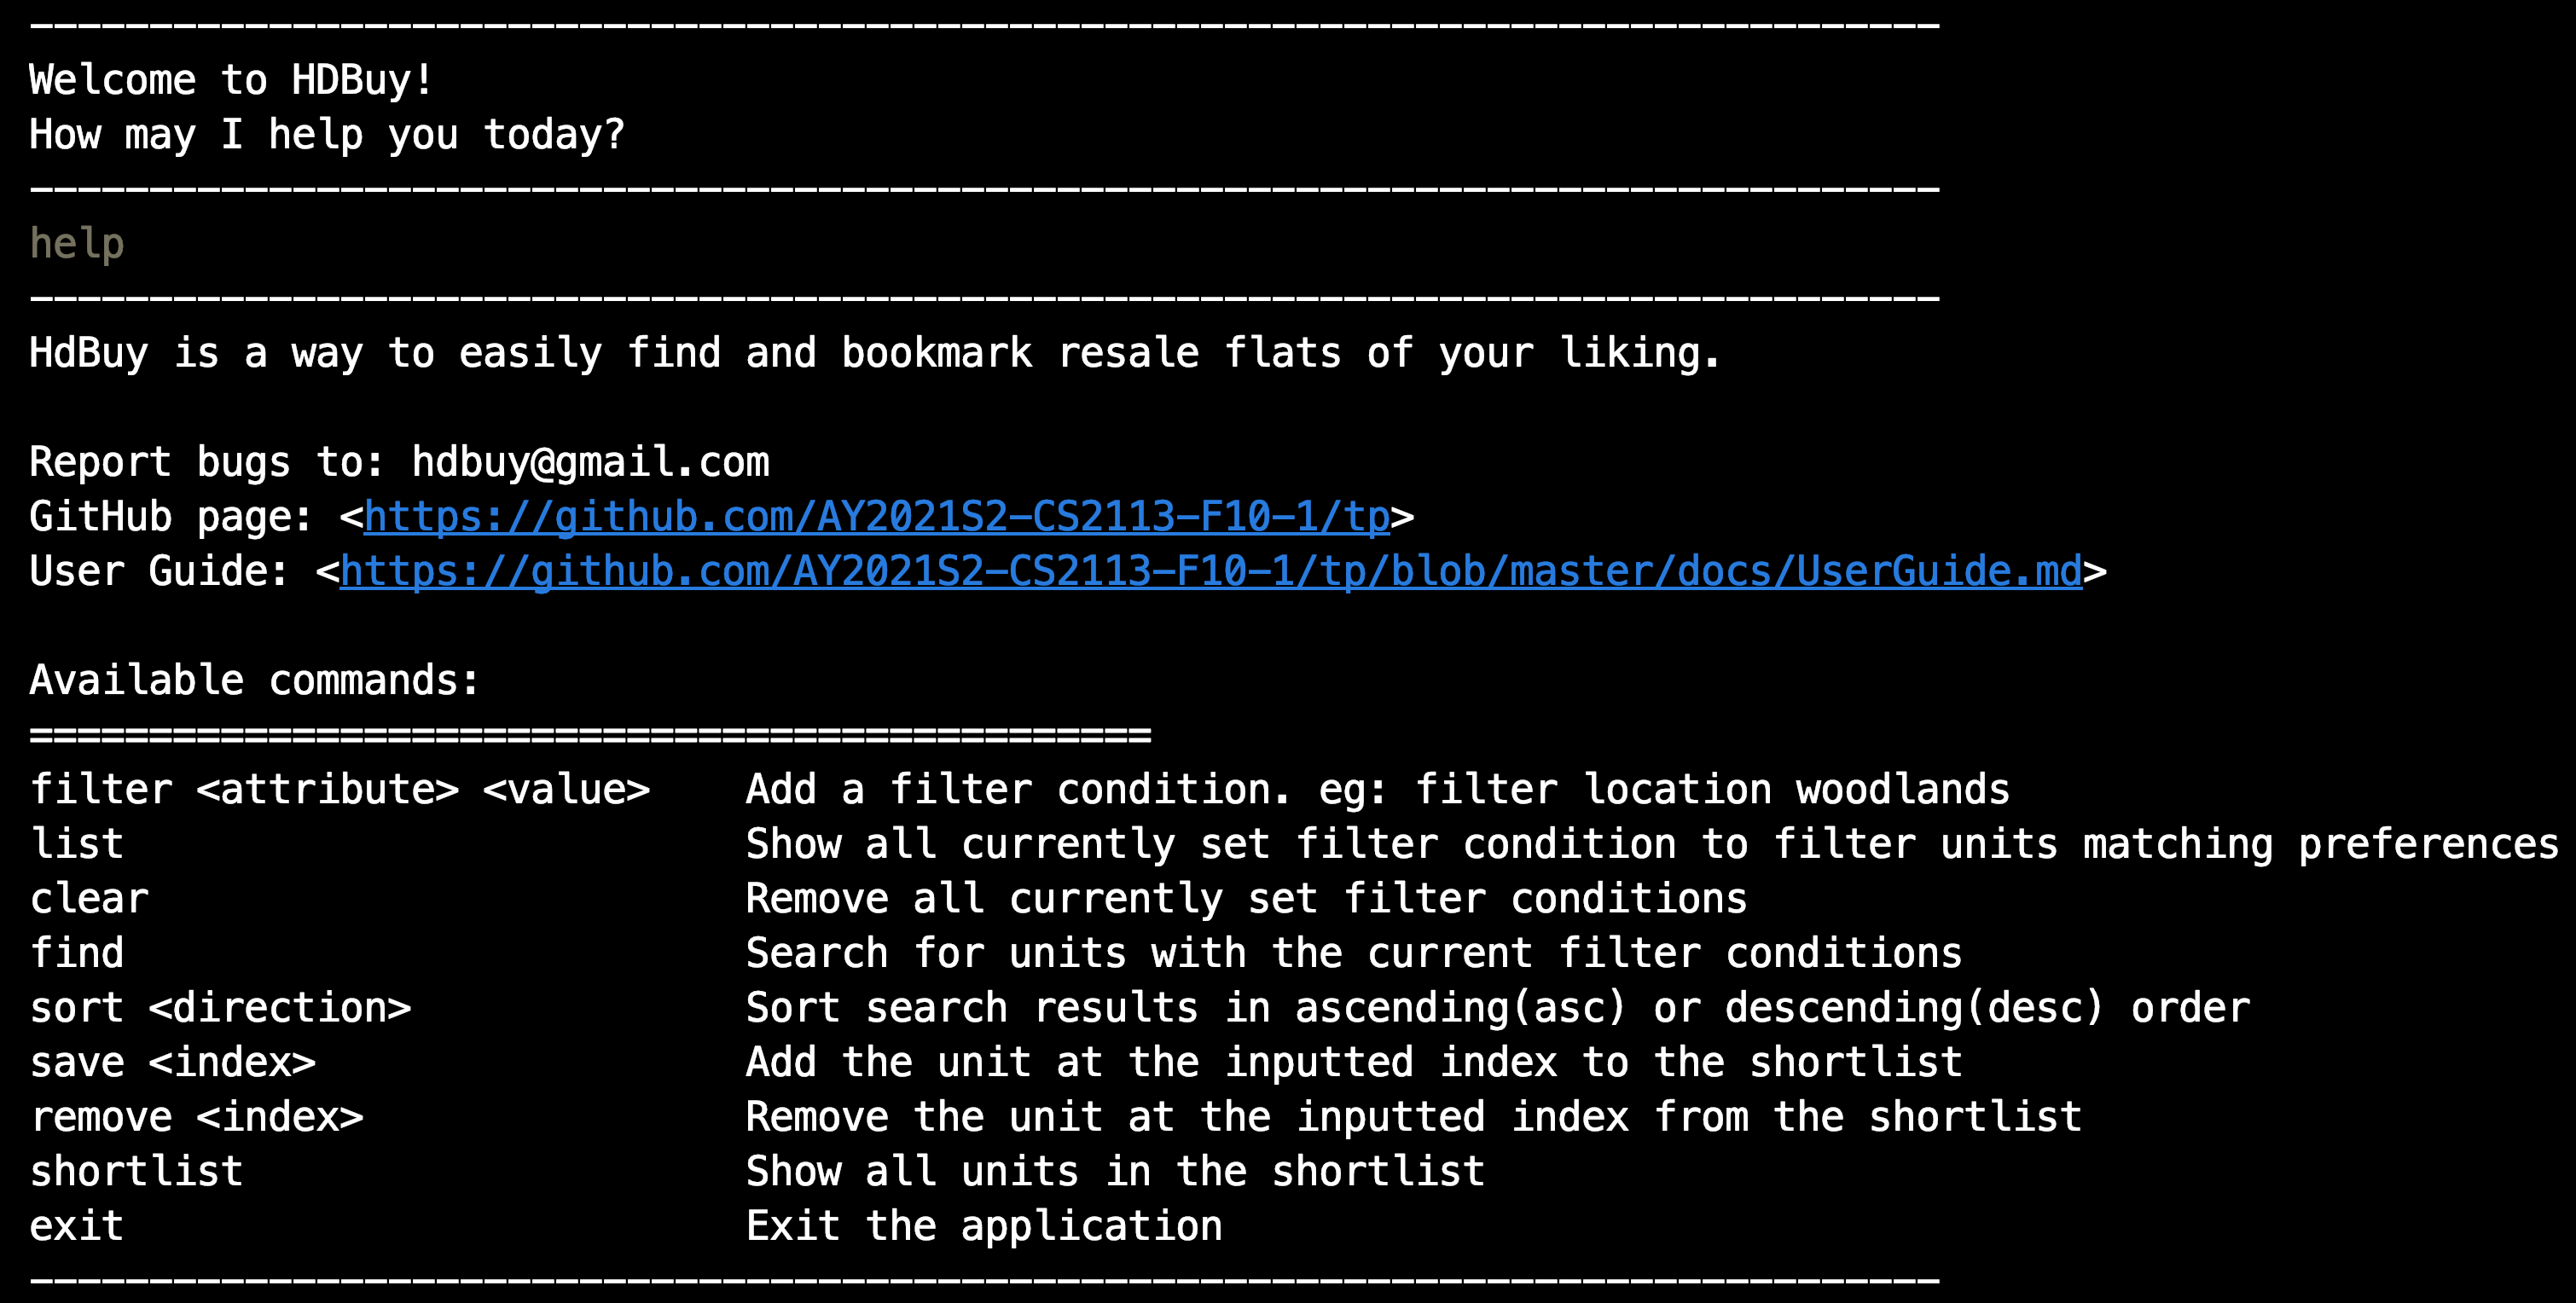 --------------------------------------------------------------------------------
Welcome to HDBuy!
How may I help you today?
--------------------------------------------------------------------------------
help
--------------------------------------------------------------------------------
HdBuy is a way to easily find and bookmark resale flats of your liking.
Report bugs to: hdbuy@gmail.com
GitHub page: <https://github.com/AY2021S2-CS2113-F10-1/tp>
User Guide: <https://github.com/AY2021S2-CS2113-F10-1/tp/blob/master/docs/UserGuide.md>
Available commands:
===============================================
filter <attribute> <value>    Add a filter condition. eg: filter location woodlands
list                          Show all currently set filter condition to filter units matching preferences
clear                         Remove all currently set filter conditions
find                          Search for units with the current filter conditions
sort <direction>              Sort search results in ascending(asc) or descending(desc) order
save <index>                  Add the unit at the inputted index to the shortlist
remove <index>                Remove the unit at the inputted index from the shortlist
shortlist                     Show all units in the shortlist
exit                          Exit the application
--------------------------------------------------------------------------------